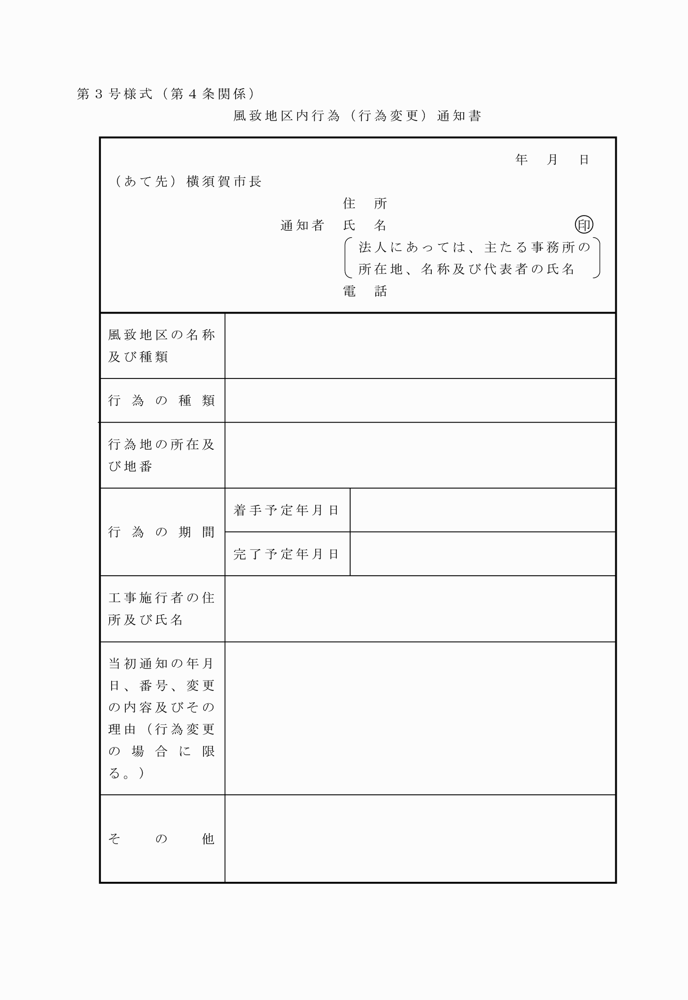 第３号様式（第４条関係）
風致地区内行為（行為変更）通知書
年　月　日
（あて先）横須賀市長
住　所
通知者　氏　名　㊞
法人にあっては、主たる事務所の
所在地、名称及び代表者の氏名
電　話
風致地区の名称
及び種類
行為の種類
行為地の所在及
び地番
行為の期間
着手予定年月日
完了予定年月日
工事施行者の住
所及び氏名
当初通知の年月
日、番号、変更
の内容及びその
理由（行為変更
の場合に限
る。）
その他